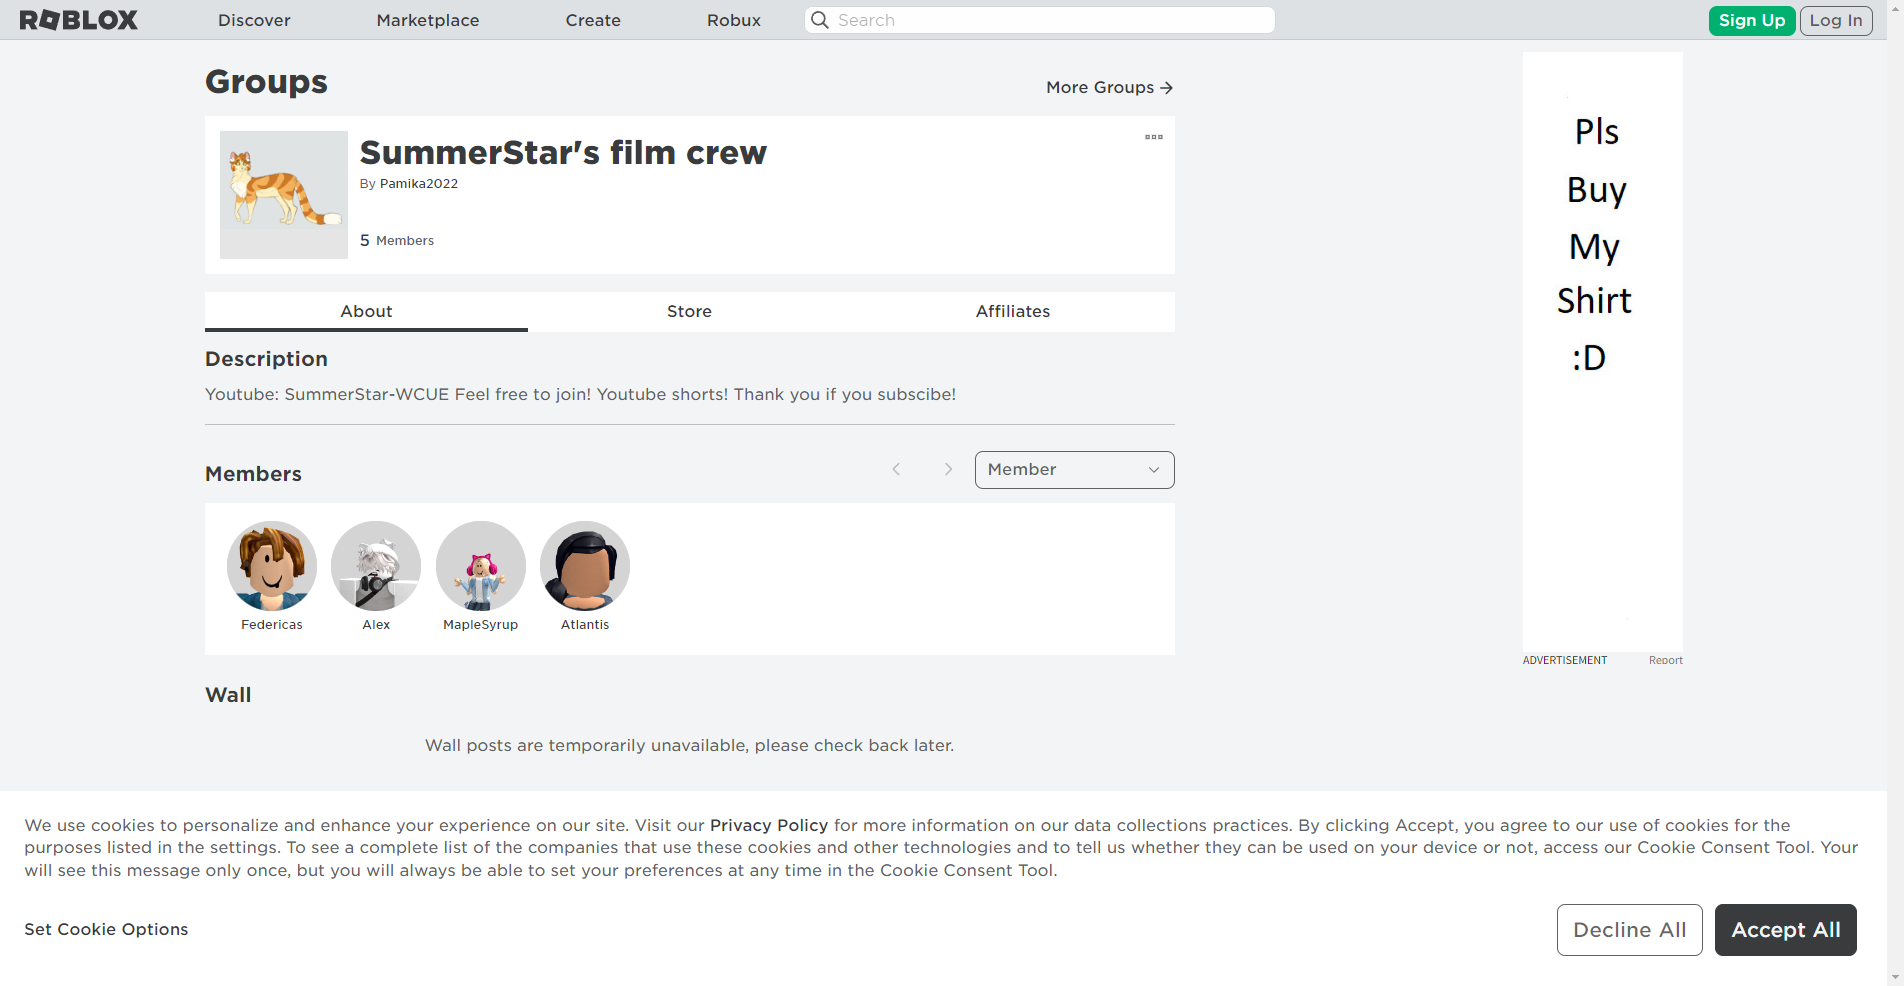 ROBLOX
Discover
Marketplace
Create
Robux
Search
Sign Up
Log In
Groups
More Groups
SummerStar's film crew
By Pamika2022
5 Members
About
Store
Affiliates
Description
Youtube: SummerStar-WCUE Feel free to join! Youtube shorts! Thank you if you subscibe!
Members
Member
Federicas
Alex
MapleSyrup
Atlantis
Wall
Wall posts are temporarily unavailable, please check back later.
Pls
Buy
My
Shirt
:D
ADVERTISEMENT
Report
We use cookies to personalize and enhance your experience on our site. Visit our Privacy Policy for more information on our data collections practices. By clicking Accept, you agree to our use of cookies for the
purposes listed in the settings. To see a complete list of the companies that use these cookies and other technologies and to tell us whether they can be used on your device or not, access our Cookie Consent Tool. Your
will see this message only once, but you will always be able to set your preferences at any time in the Cookie Consent Tool.
Set Cookie Options
Decline All
Accept All